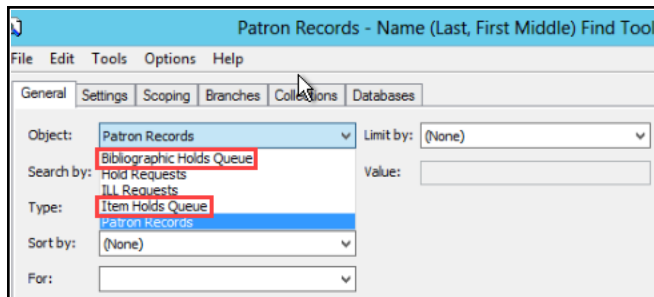 Patron Records - Name (Last, First Middle) Find Tool
File Edit Tools Options Help
General Settings Scoping Branches Collections Databases
Object: Patron Records Limit by: (None)
Bibliographic Holds Queue
Search by: Hold Requests Value:
ILL Requests
Type: Item Holds Queue
Patron Records
Sort by: (None)
For: